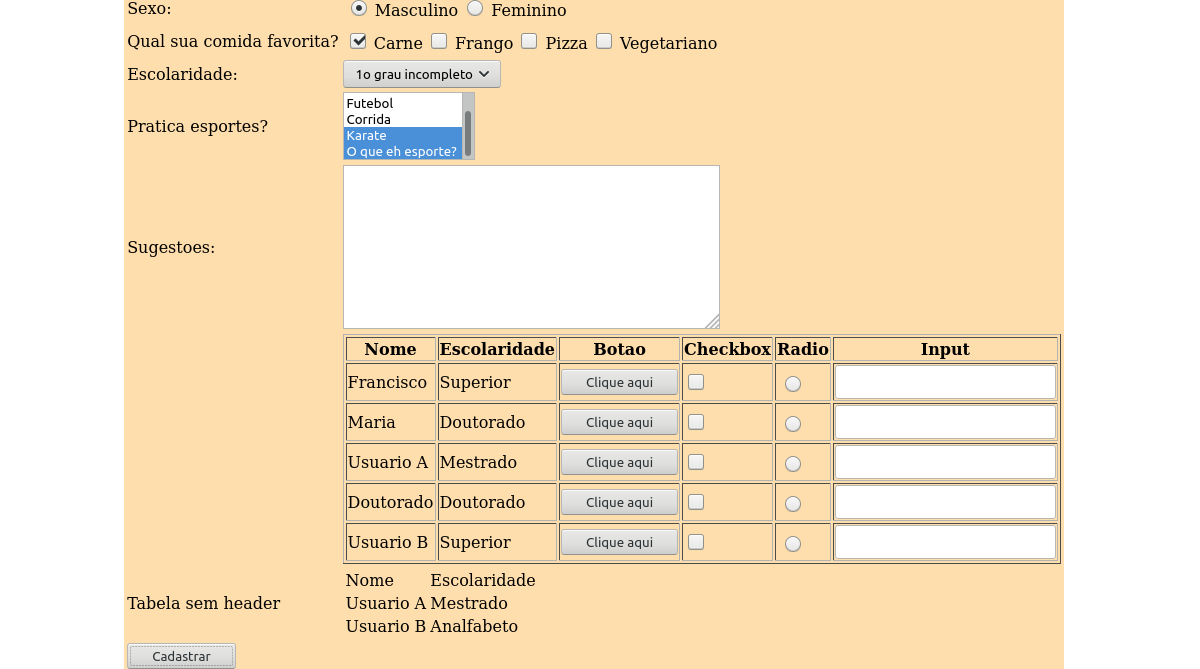 Sexo: Masculino Feminino
Qual sua comida favorita? Carne Frango Pizza Vegetariano
Escolaridade: 1o grau incompleto
Pratica esportes?
Futebol
Corrida
Karate
O que eh esporte?
Sugestoes:
Nome Escolaridade Botao Checkbox Radio Input
Francisco Superior Clique aqui
Maria Doutorado Clique aqui
Usuario A Mestrado Clique aqui
Doutorado Doutorado Clique aqui
Usuario B Superior Clique aqui
Tabela sem header
Nome Escolaridade
Usuario A Mestrado
Usuario B Analfabeto
Cadastrar